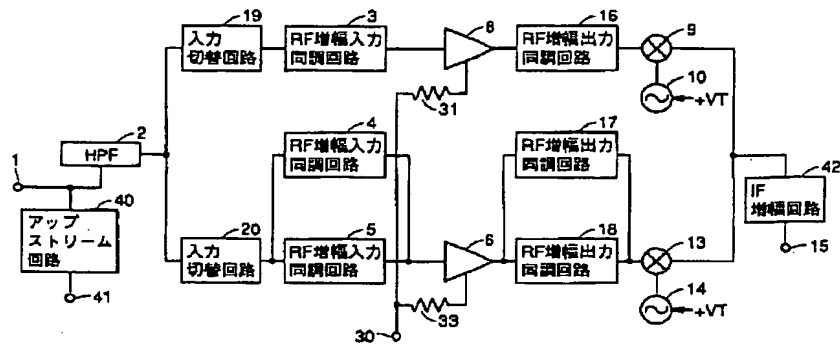 19
入力
切替回路
3
RF増幅入力
同調回路
8
16
RF増幅出力
同調回路
9
10
+VT
31
2
HPF
4
RF増幅入力
同調回路
17
RF増幅出力
同調回路
1
40
アップ
ストリーム
回路
41
20
入力
切替回路
5
RF増幅入力
同調回路
6
18
RF増幅出力
同調回路
13
14
+VT
33
30
42
IF
増幅回路
15